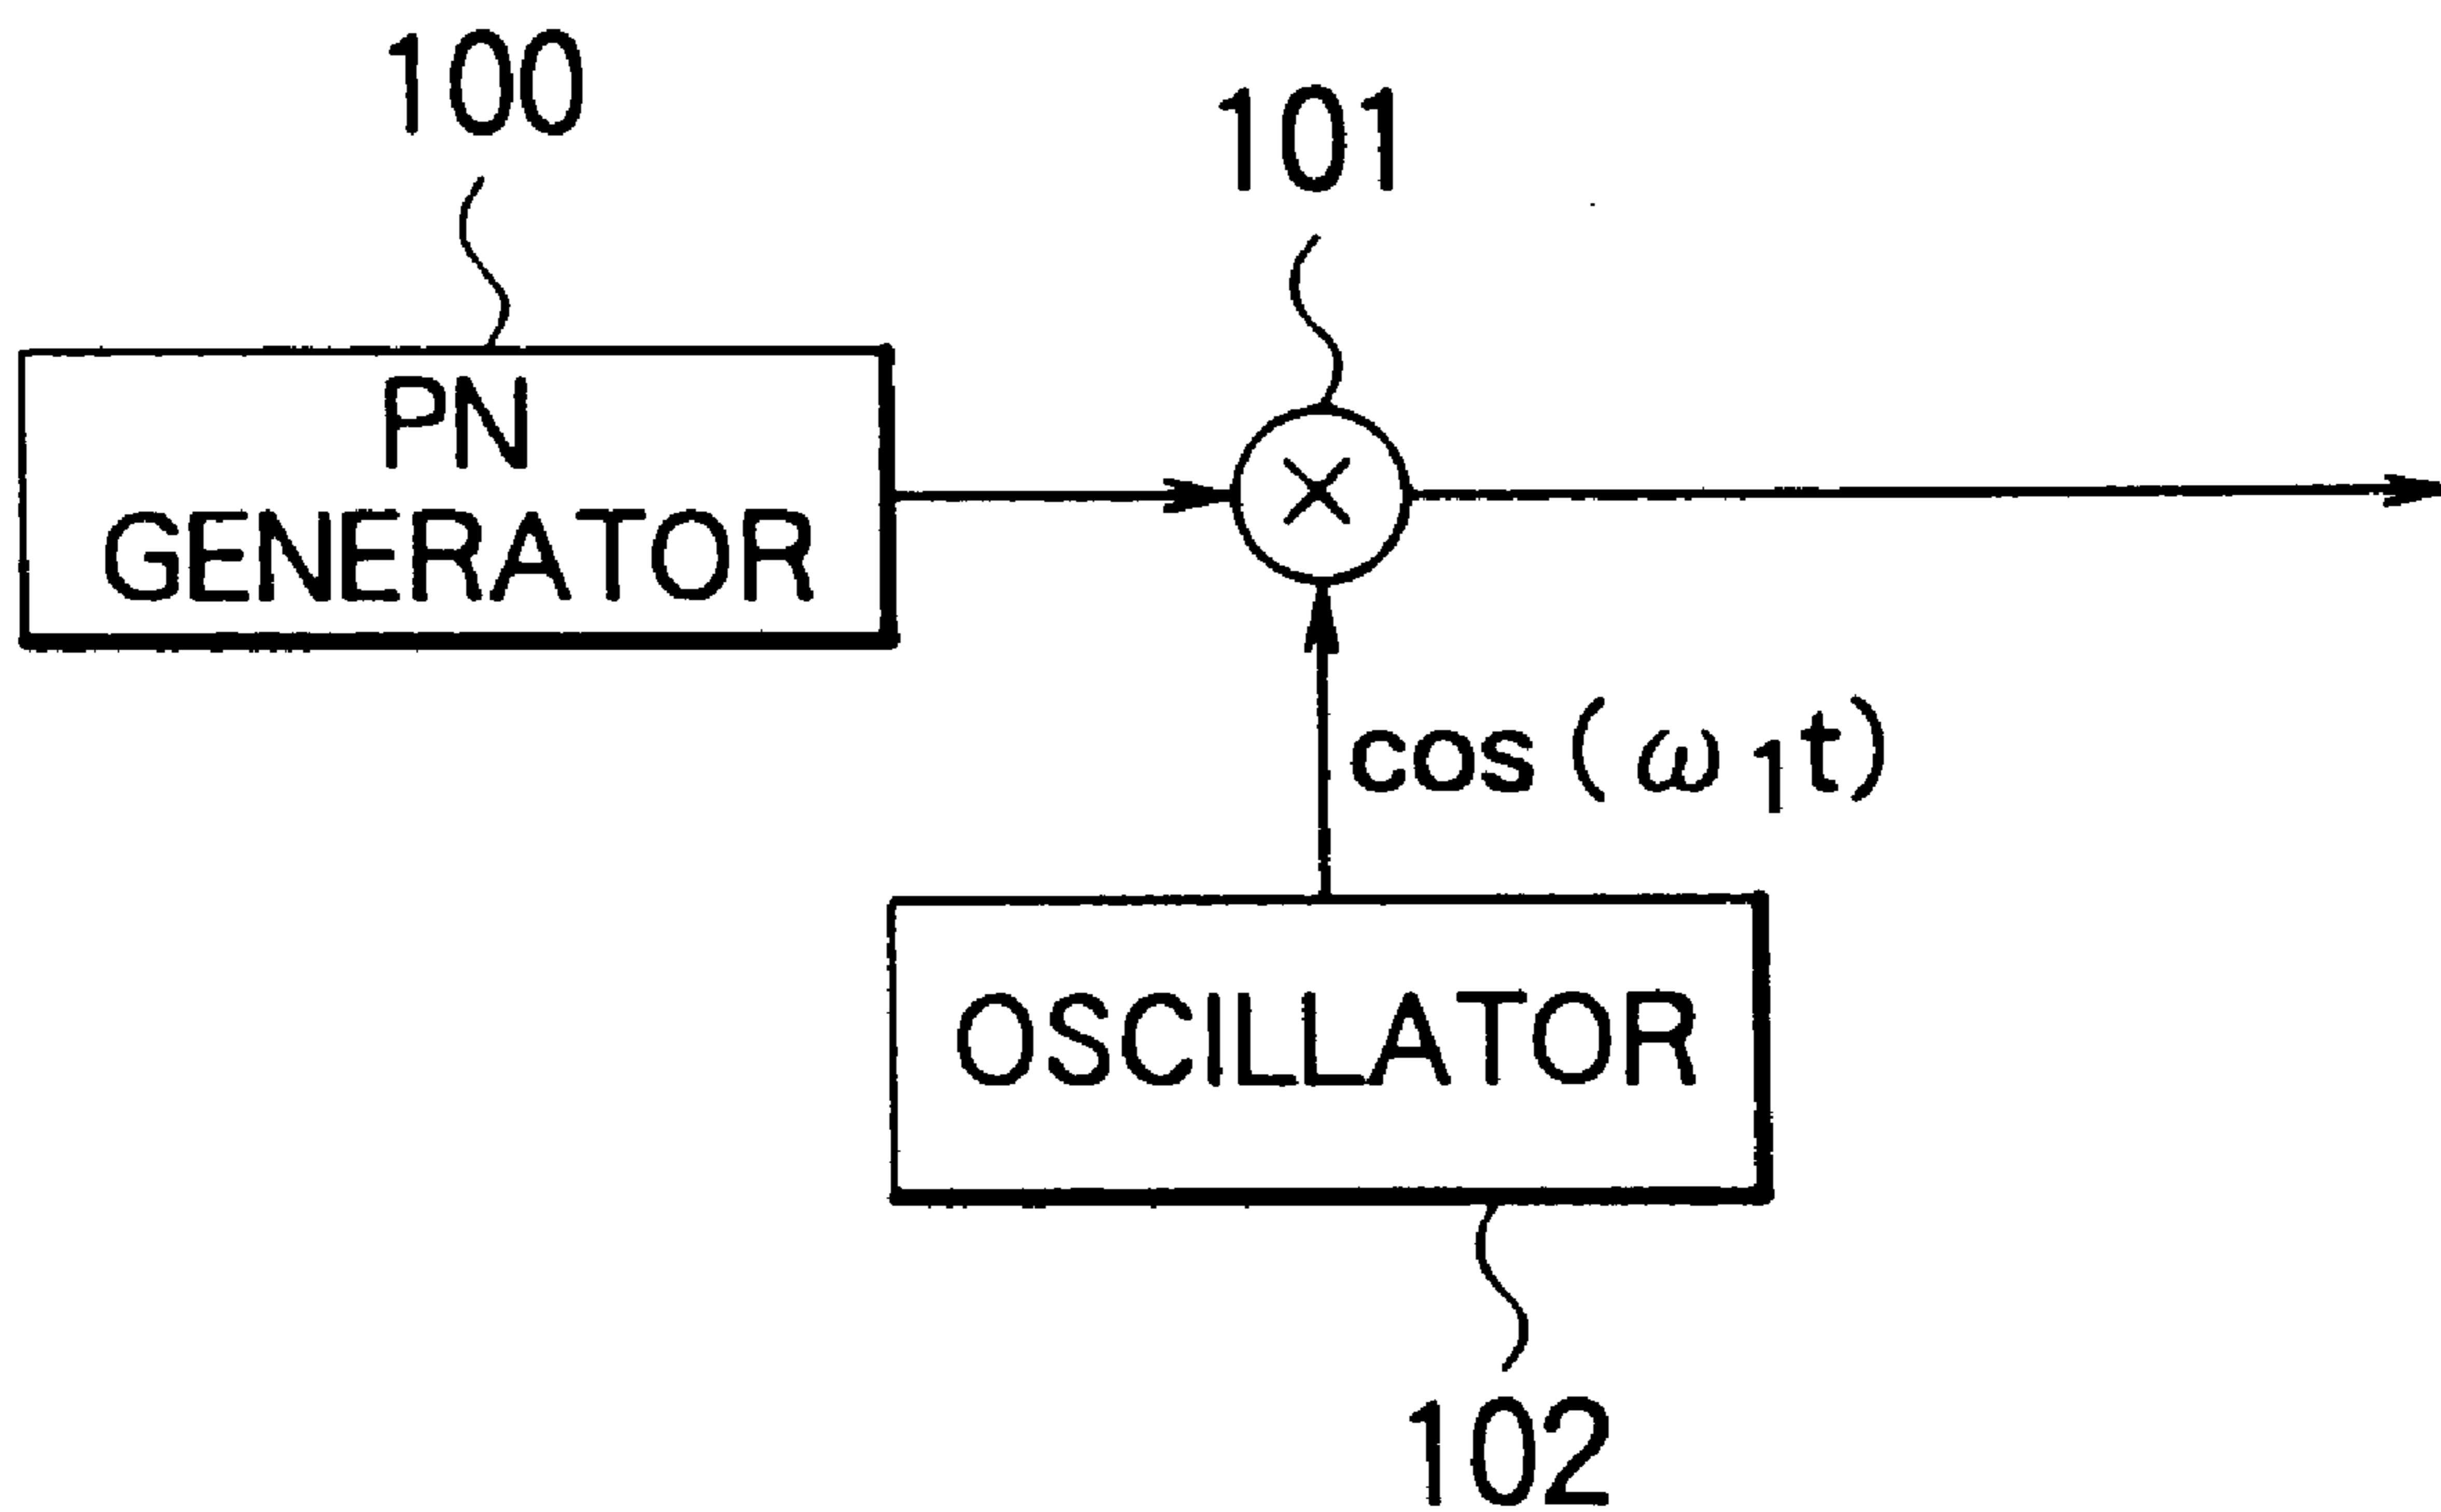 100
101
PN
GENERATOR
cos (ω1t)
OSCILLATOR
102